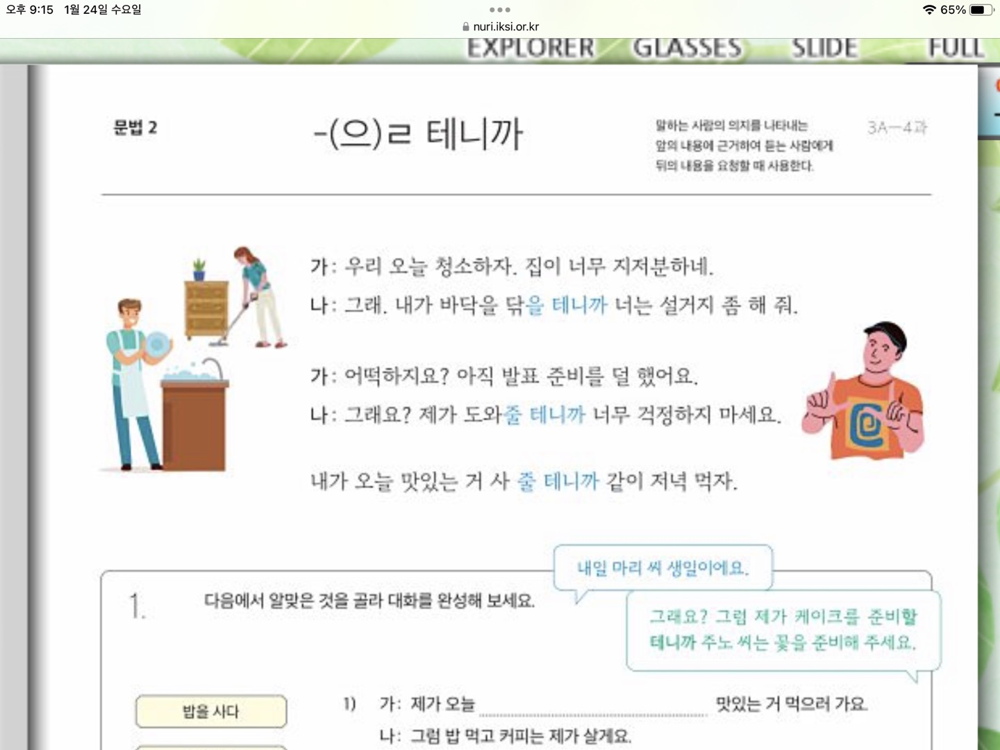 오후 9:15 1월 24일 수요일
65%
nuri.iksi.or.kr
EXPLORER GLASSES SLIDE FULL
문법 2
-(으)ㄹ 테니까
말하는 사람의 의지를 나타내는
앞의 내용에 근거하여 듣는 사람에게
뒤의 내용을 요청할 때 사용한다.
3A-4과
가: 우리 오늘 청소하자. 집이 너무 지저분하네.
나: 그래. 내가 바닥을 닦을 테니까 너는 설거지 좀 해 줘.
가: 어떡하지요? 아직 발표 준비를 덜 했어요.
나: 그래요? 제가 도와줄 테니까 너무 걱정하지 마세요.
내가 오늘 맛있는 거 사 줄 테니까 같이 저녁 먹자.
내일 마리 씨 생일이에요.
1. 다음에서 알맞은 것을 골라 대화를 완성해 보세요.
그래요? 그럼 제가 케이크를 준비할
테니까 주노 씨는 꽃을 준비해 주세요.
밥을 사다
1) 가: 제가 오늘 맛있는 거 먹으러 가요.
나: 그럼 밥 먹고 커피는 제가 살게요.